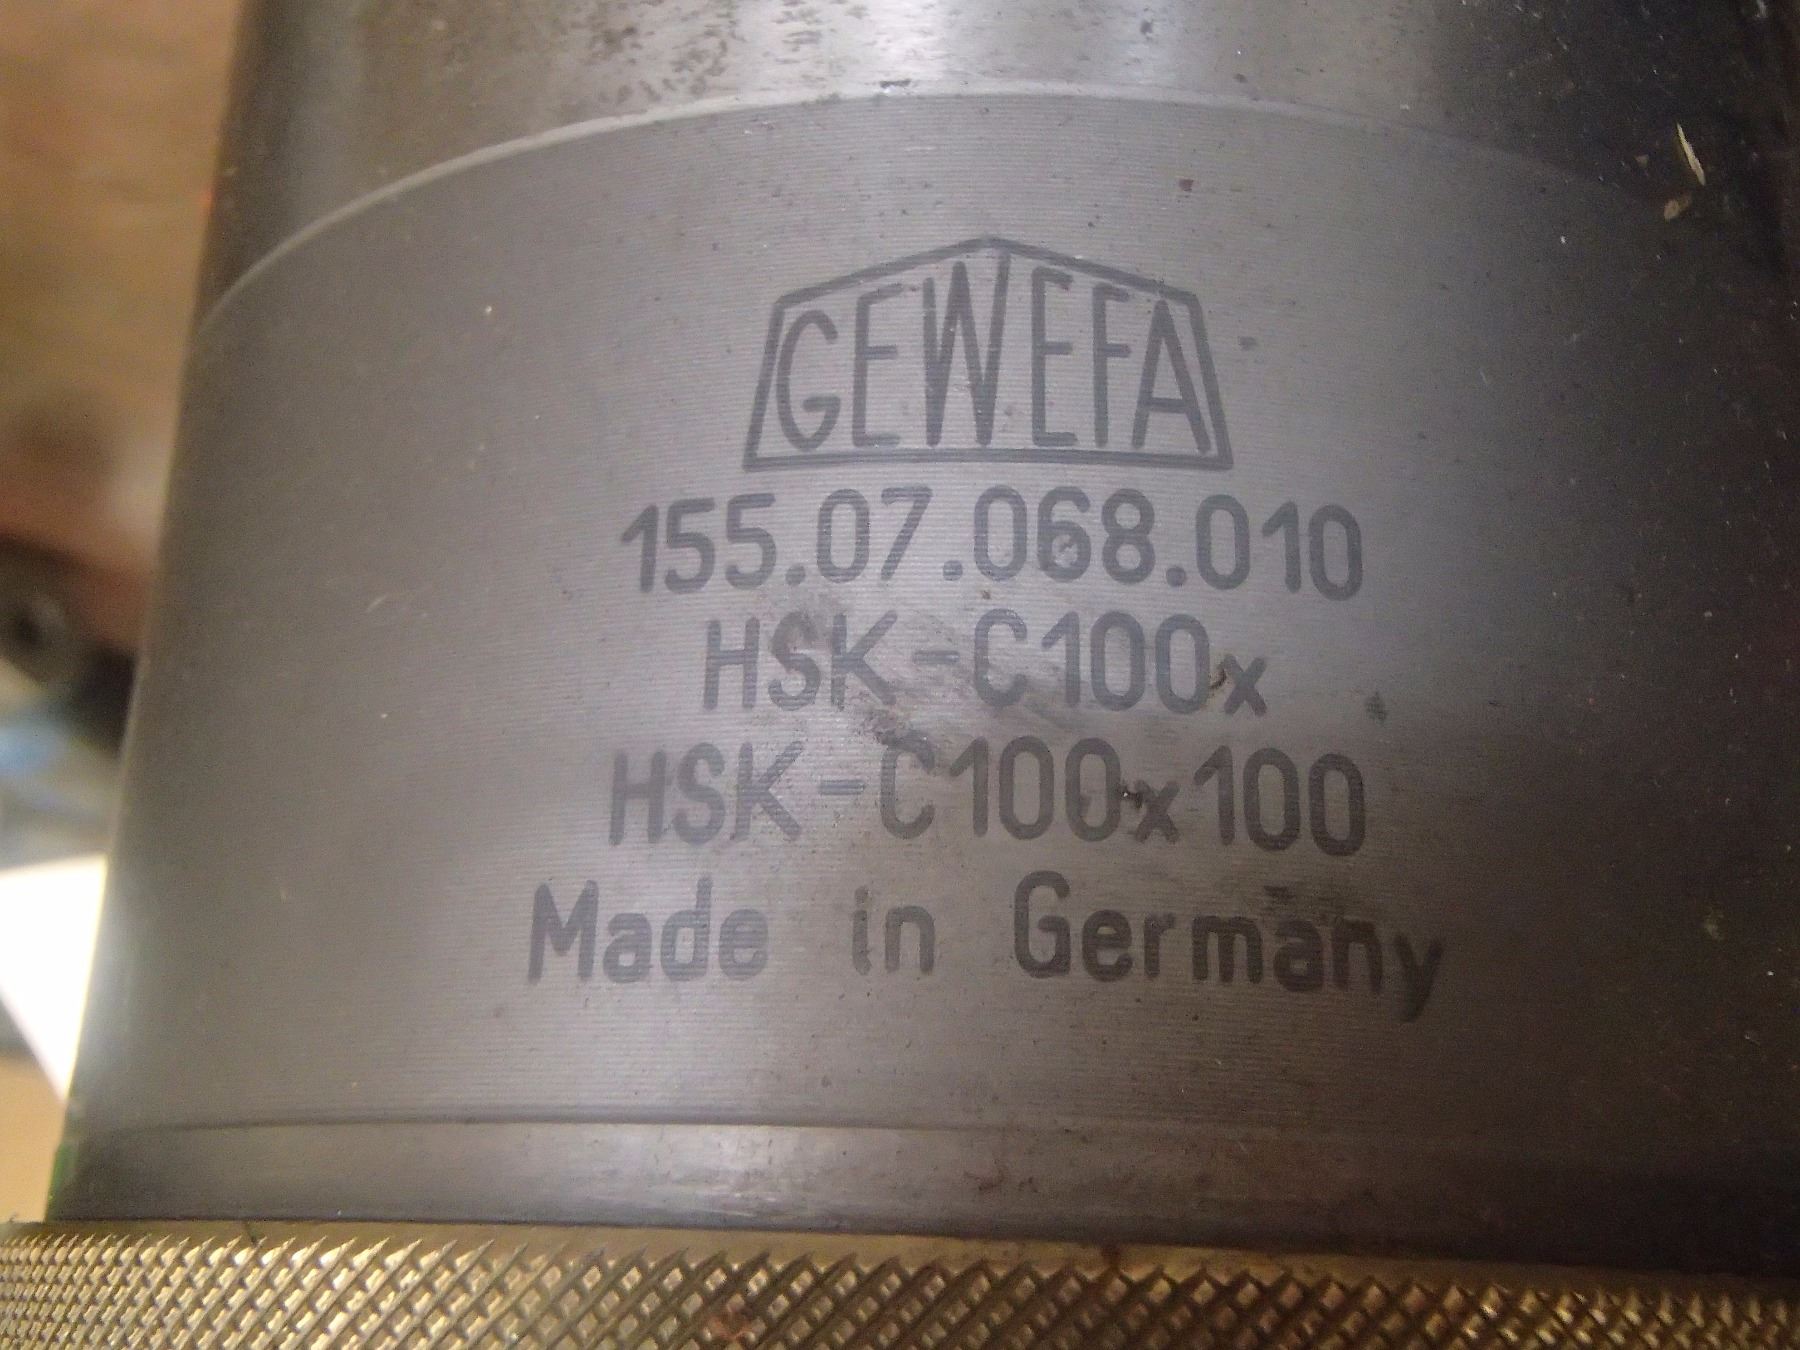 GEWEFA
155.07.068.010
HSK-C100x
HSK-C100x100
Made in Germany